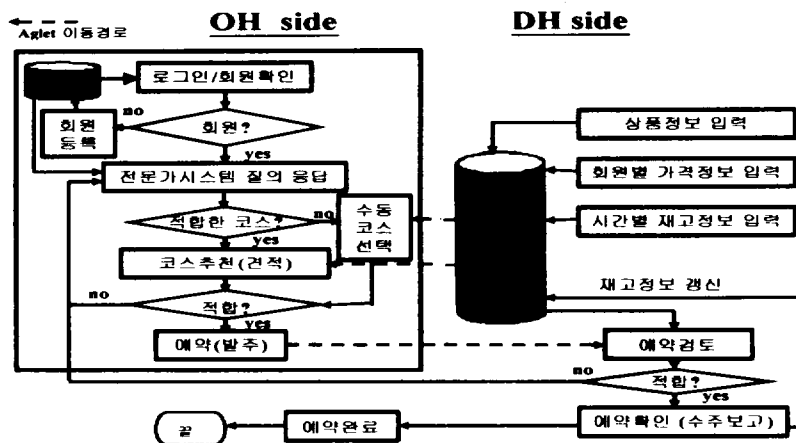 OH side
DH side
Aglet 이동경로
로그인/회원확인
no
회원
등록
회원?
yes
전문가시스템 질의 응답
적합한 코스?
no
수동
코스
선택
yes
코스추천(견적)
no
적합?
yes
예약(발주)
상품정보 입력
회원별 가격정보 입력
시간별 재고정보 입력
재고정보 갱신
예약검토
no
적합?
yes
예약확인 (수주보고)
예약완료
끝